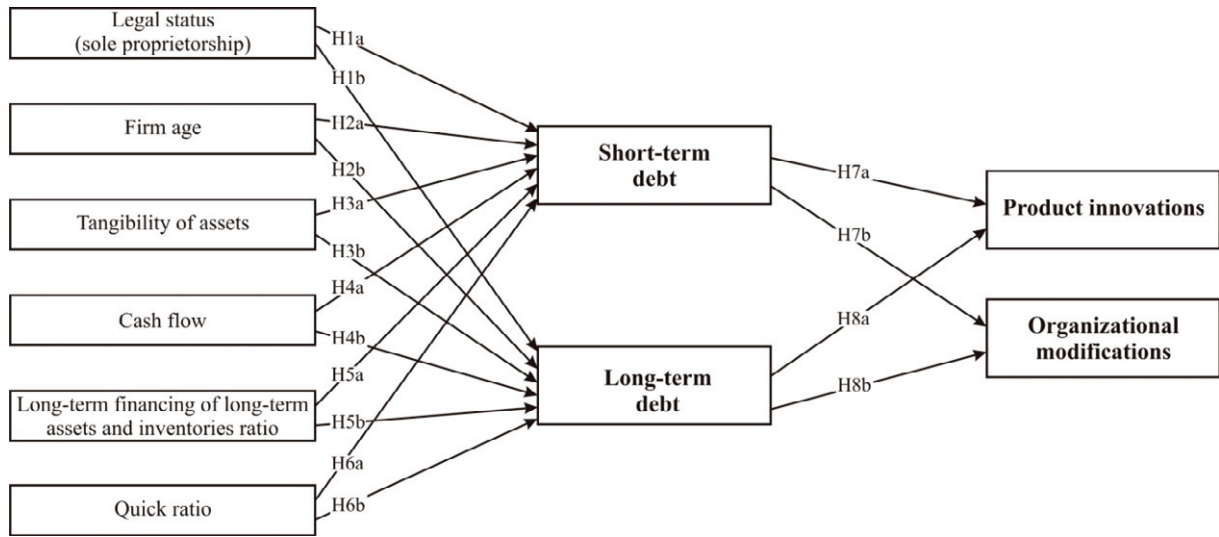 Legal status
(sole proprietorship)
H1a
H1b
Firm age
H2a
H2b
Tangibility of assets
H3a
H3b
Cash flow
H4a
H4b
Long-term financing of long-term
assets and inventories ratio
H5a
H5b
Quick ratio
H6a
H6b
Short-term
debt
H7a
H7b
Long-term
debt
H8a
H8b
Product innovations
Organizational
modifications